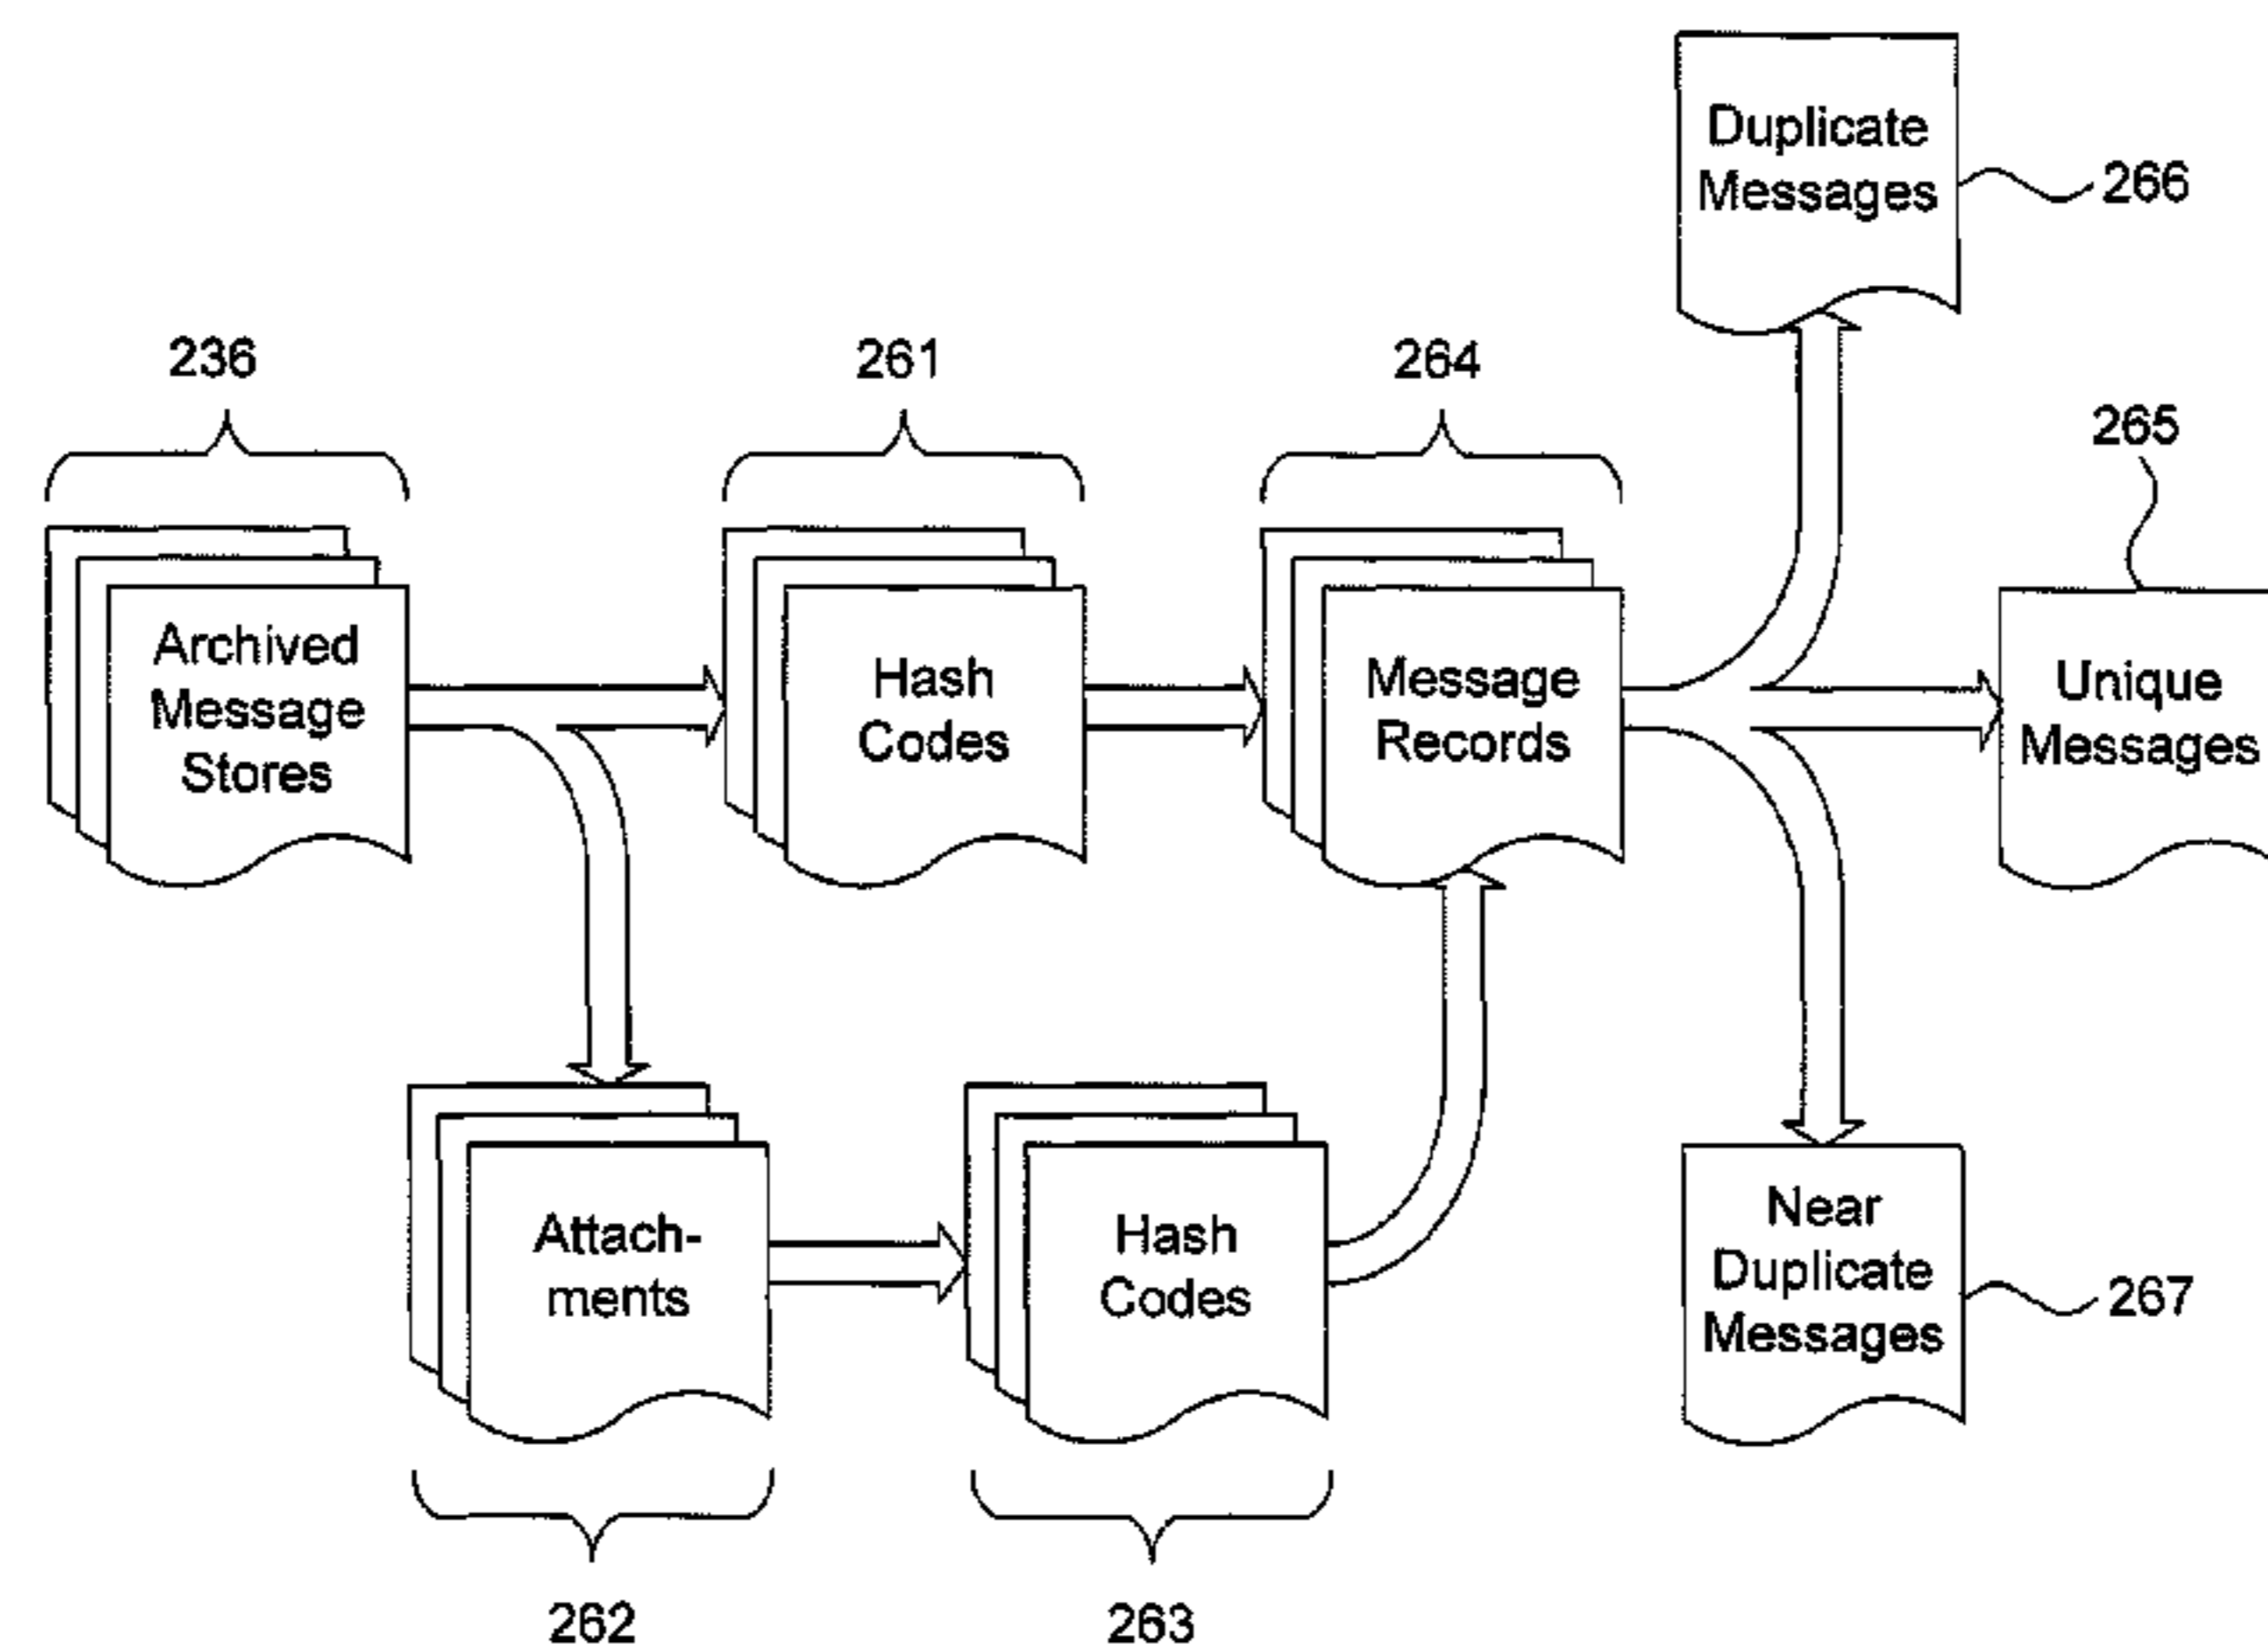 Duplicate
Messages
266
236
261
264
265
Archived
Message
Stores
Hash
Codes
Message
Records
Unique
Messages
Attach-
ments
Hash
Codes
Near
Duplicate
Messages
267
262
263